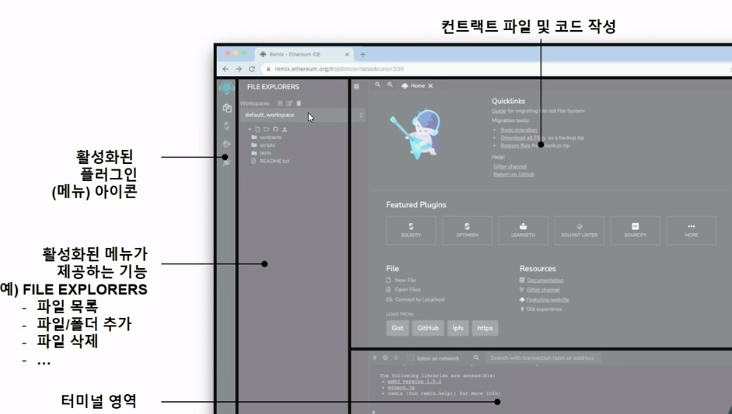 컨트랙트 파일 및 코드 작성
Remix - Ethereum IDE
remix.ethereum.org/#optimize=false&runs=200
FILE EXPLORERS
Workspaces
default_workspace
contracts
scripts
tests
README.txt
Home
Quicklinks
Guide for migrating the old File System
Migration tools:
Basic migration
Download all Files as a backup zip
Restore files from backup zip
Help:
Gitter channel
Report on Github
Featured Plugins
SOLIDITY
OPTIMISM
LEARNETH
SOLHINT LINTER
SOURCIFY
MORE
File
New File
Open Files
Connect to Localhost
LOAD FROM:
Gist
GitHub
Ipfs
https
Resources
Documentation
Gitter channel
Featuring website
Old experience
listen on network
Search with transaction hash or address
The following libraries are accessible:
web3 version 1.5.2
ethers.js
remix (run remix.help() for more info)
활성화된
플러그인
(메뉴) 아이콘
활성화된 메뉴가
제공하는 기능
예) FILE EXPLORERS
- 파일 목록
- 파일/폴더 추가
- 파일 삭제
- ...
터미널 영역